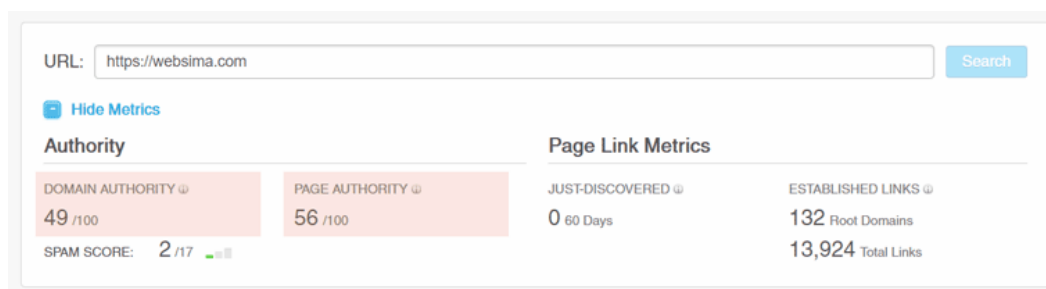 URL: https://websima.com Search
Hide Metrics
Authority
DOMAIN AUTHORITY
49 /100
PAGE AUTHORITY
56 /100
SPAM SCORE: 2 /17
Page Link Metrics
JUST-DISCOVERED
0 60 Days
ESTABLISHED LINKS
132 Root Domains
13,924 Total Links